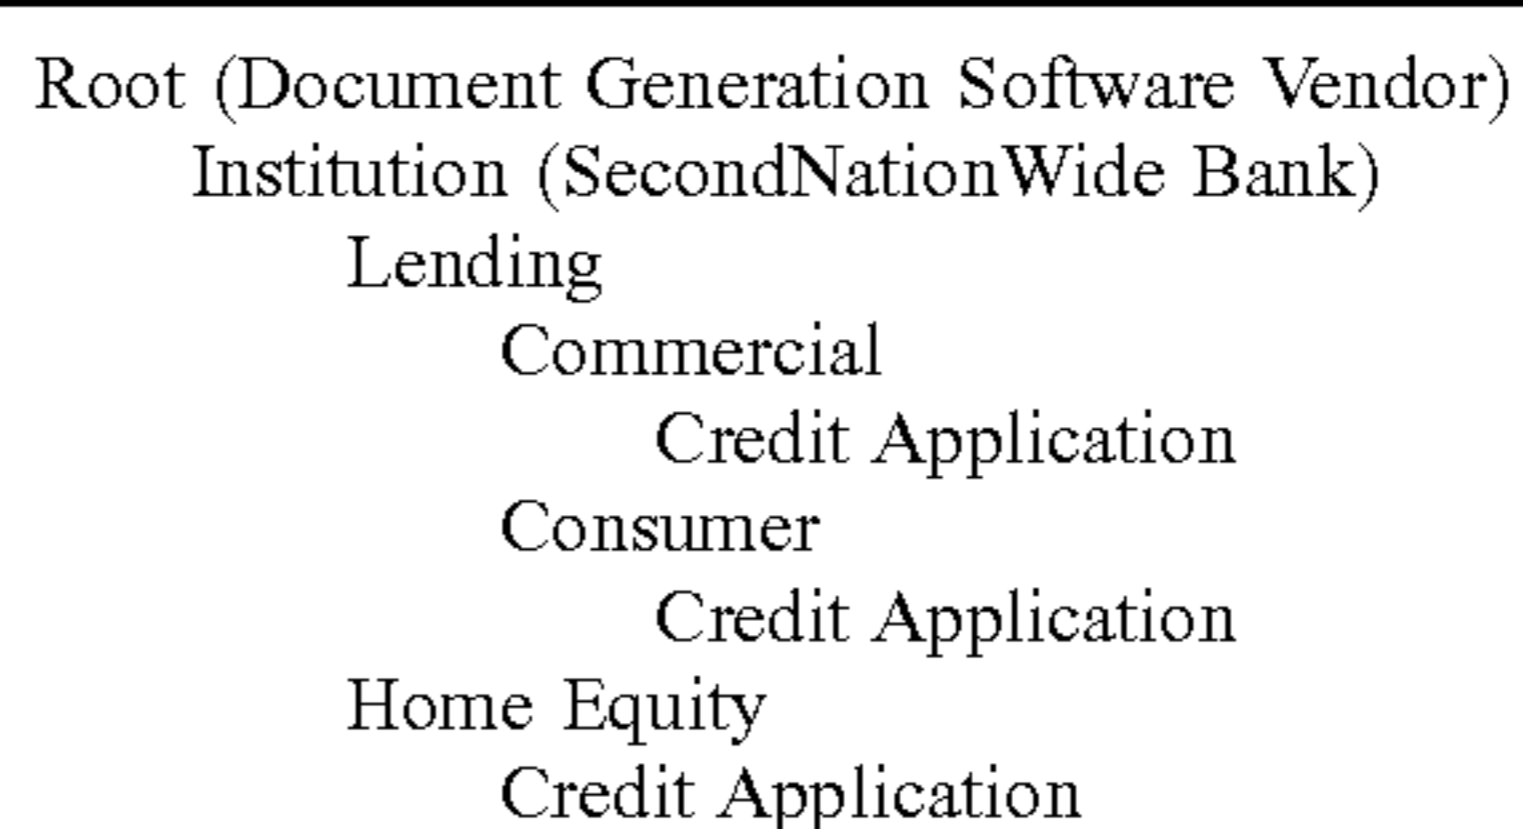 Root (Document Generation Software Vendor)
Institution (SecondNationWide Bank)
Lending
Commercial
Credit Application
Consumer
Credit Application
Home Equity
Credit Application